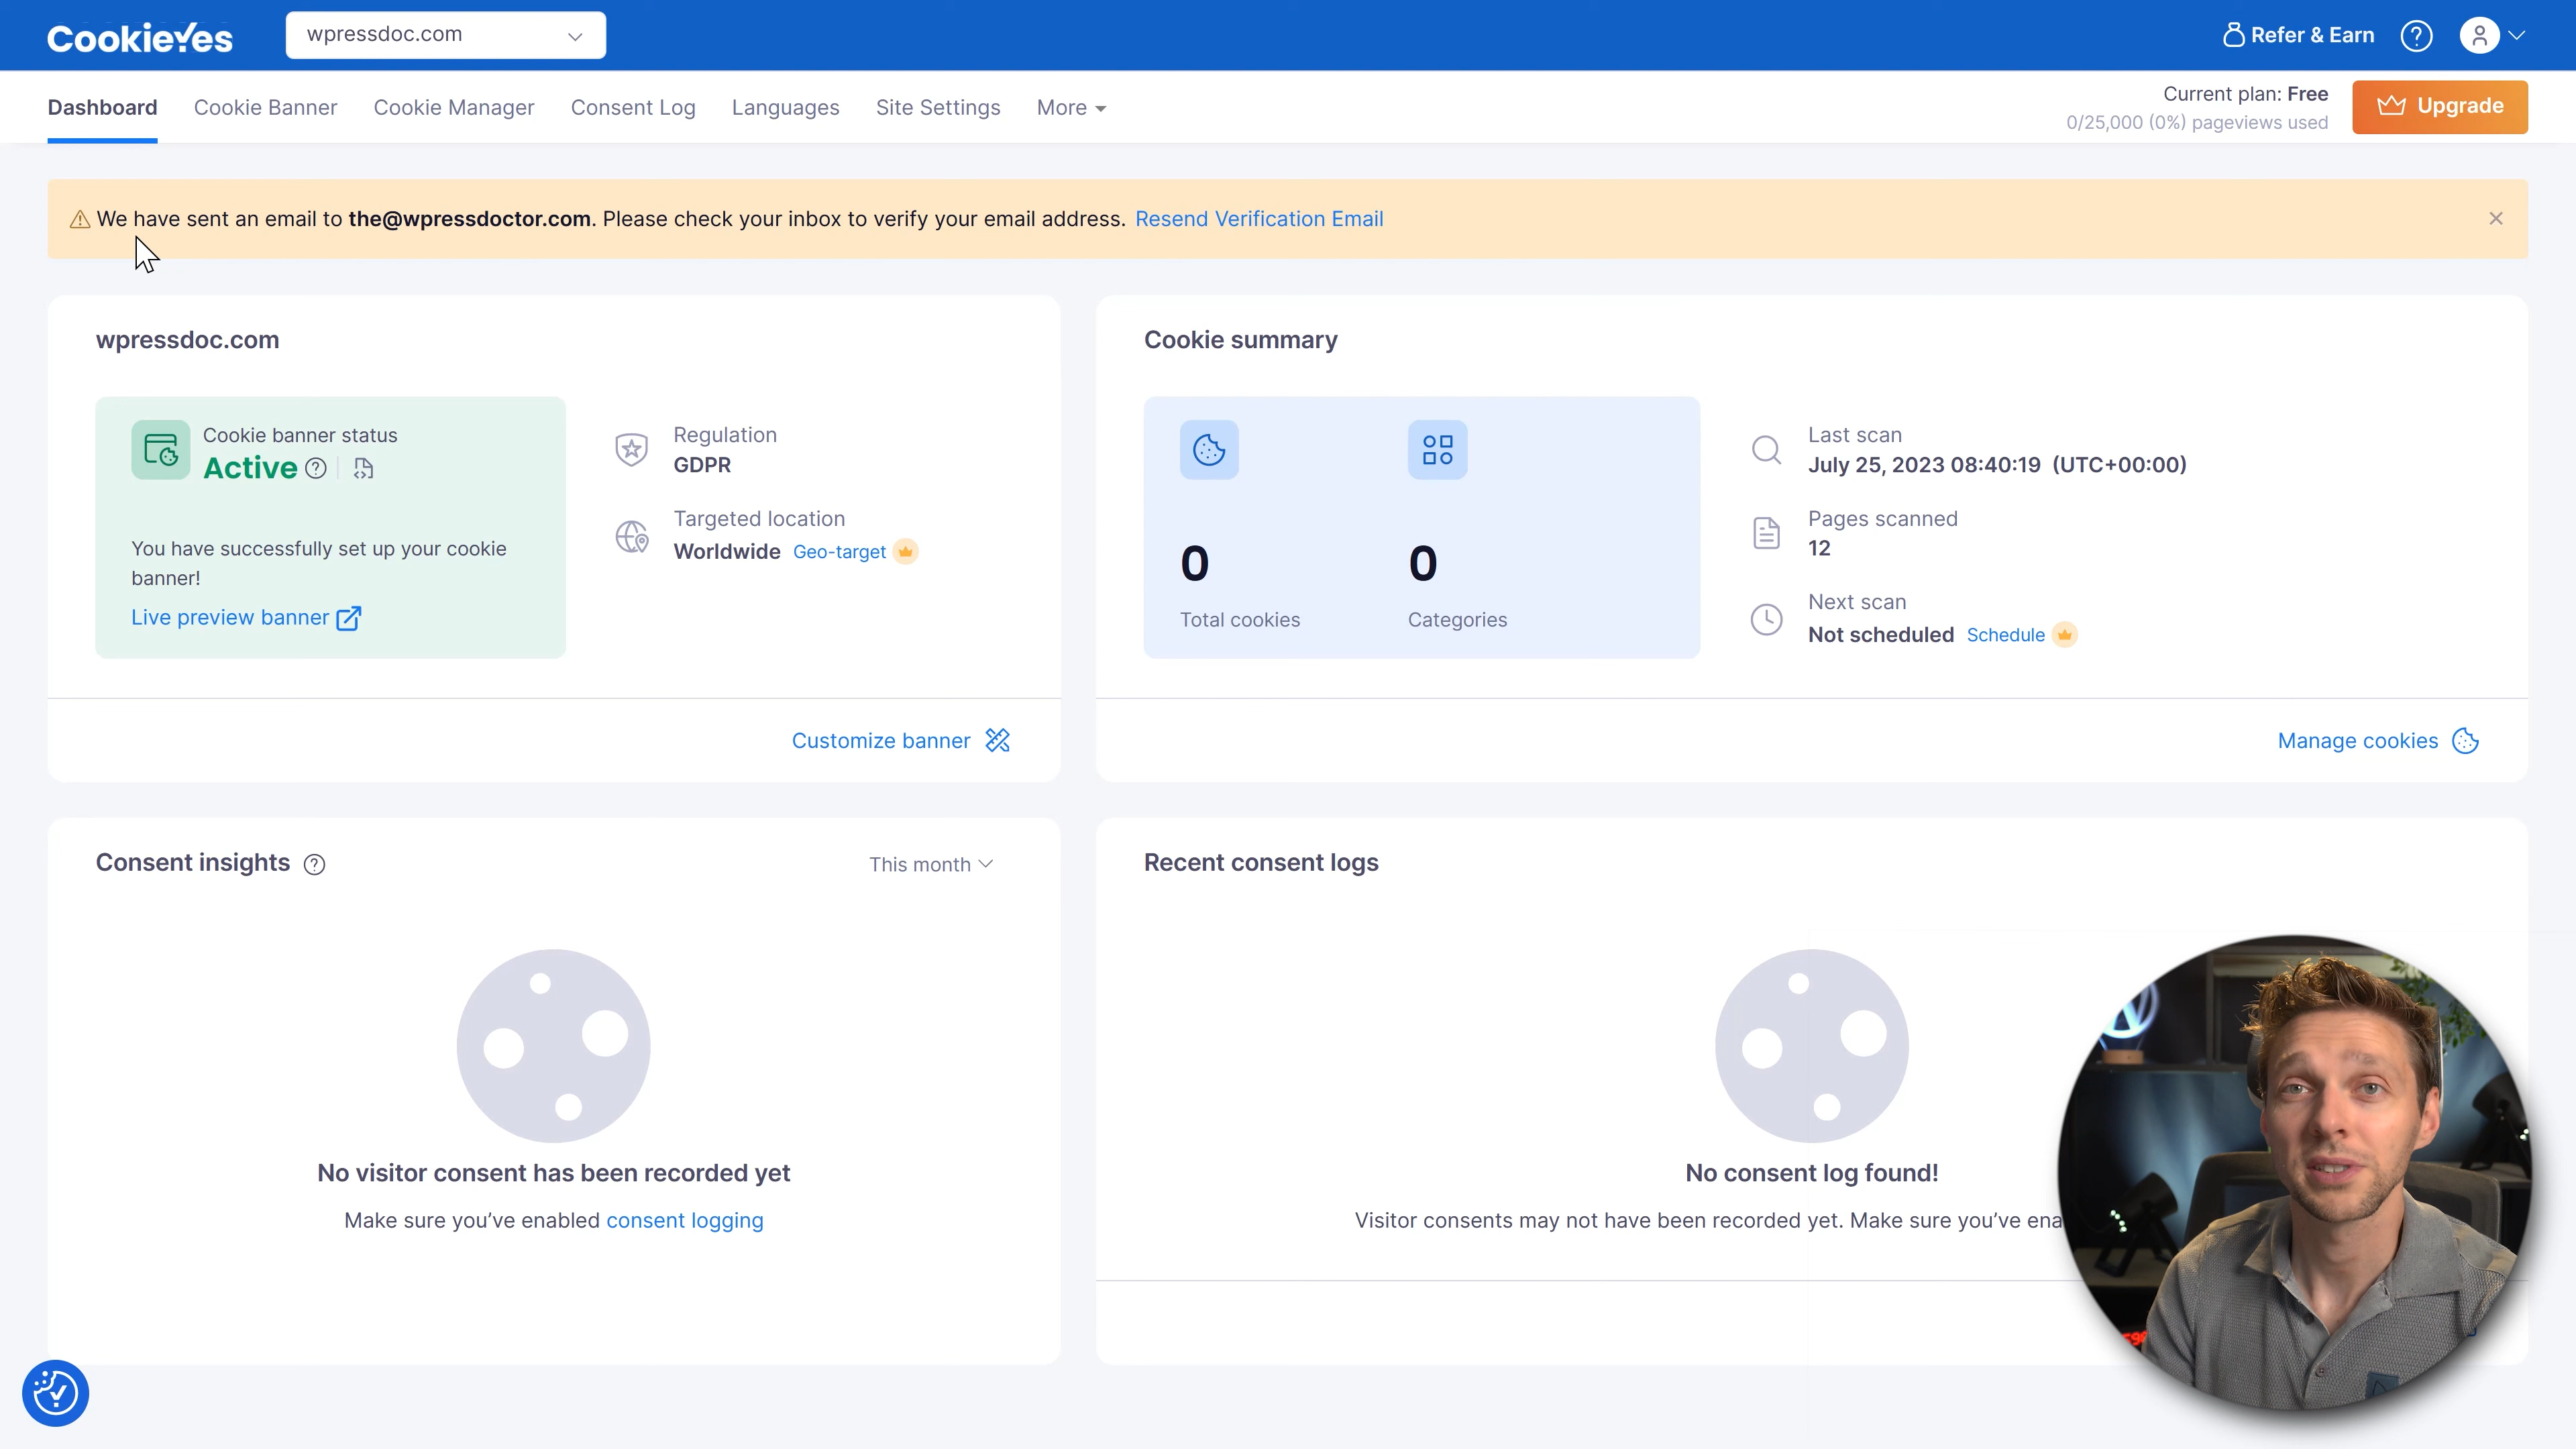 CookieYes
wpressdoc.com
Refer & Earn
Dashboard
Cookie Banner
Cookie Manager
Consent Log
Languages
Site Settings
More
Current plan: Free
0/25,000 (0%) pageviews used
Upgrade
We have sent an email to the@wpressdoctor.com. Please check your inbox to verify your email address. Resend Verification Email
wpressdoc.com
Cookie banner status
Active
You have successfully set up your cookie
banner!
Live preview banner
Regulation
GDPR
Targeted location
Worldwide Geo-target
Customize banner
Cookie summary
0
Total cookies
0
Categories
Last scan
July 25, 2023 08:40:19 (UTC+00:00)
Pages scanned
12
Next scan
Not scheduled Schedule
Manage cookies
Consent insights
This month
No visitor consent has been recorded yet
Make sure you've enabled consent logging
Recent consent logs
No consent log found!
Visitor consents may not have been recorded yet. Make sure you've ena